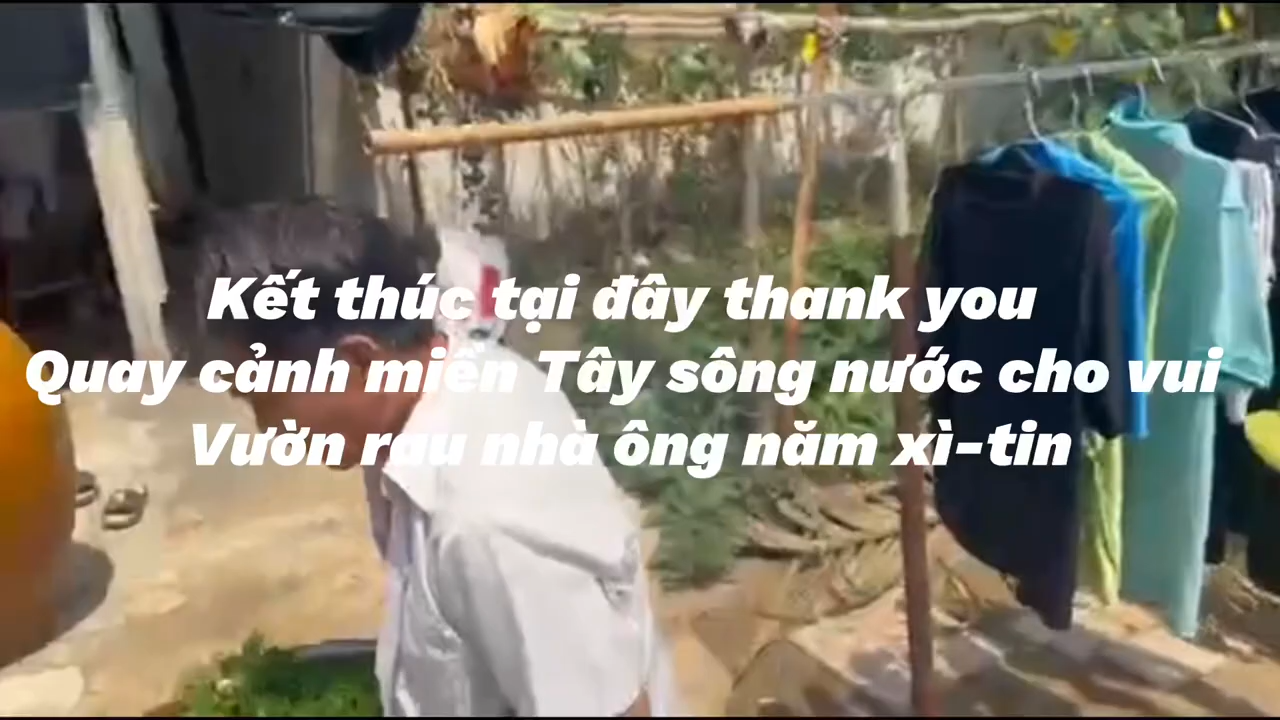 Kết thúc tại đây thank you
Quay cảnh miền Tây sông nước cho vui
Vườn rau nhà ông năm xì-tin